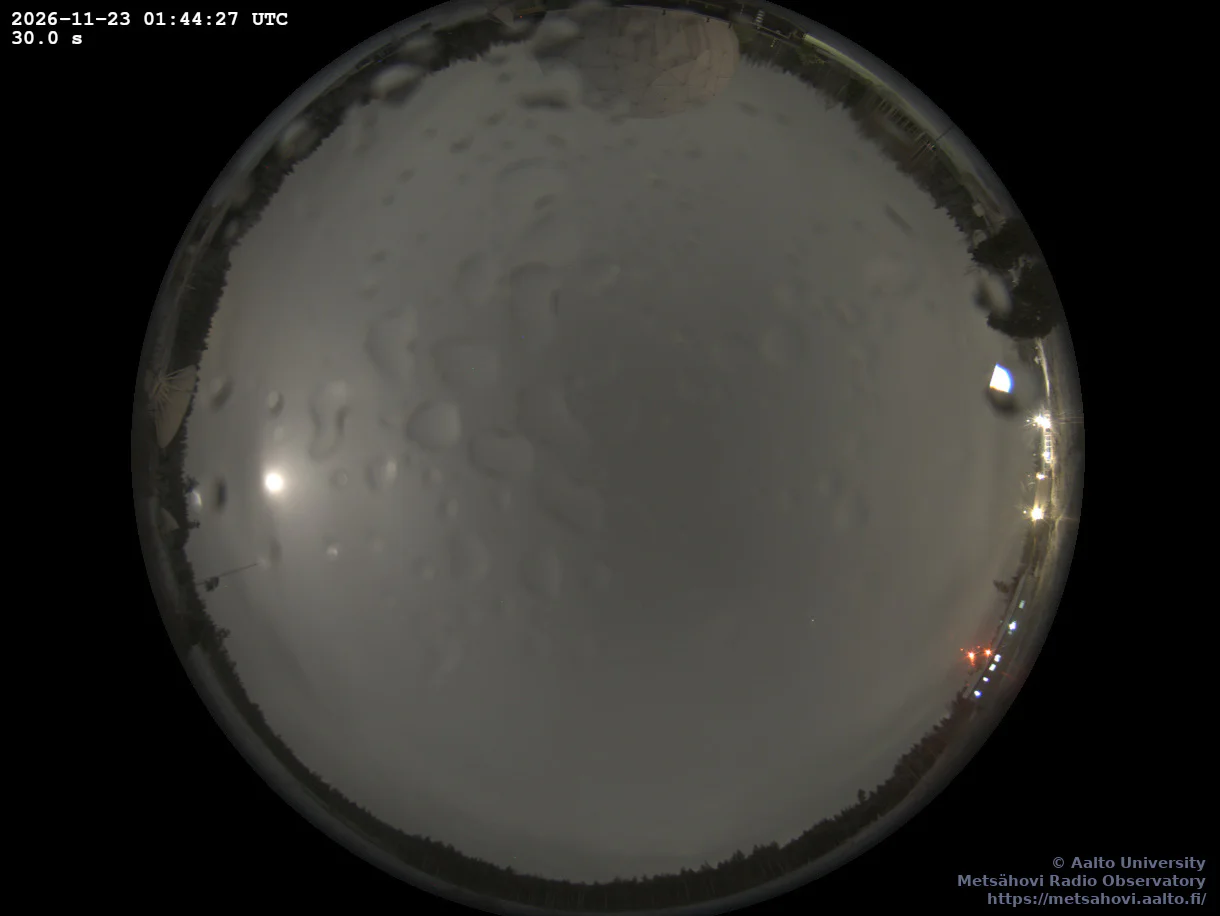 2026-11-23 01:44:27 UTC
30.0 s
© Aalto University
Metsähovi Radio Observatory
https://metsahovi.aalto.fi/